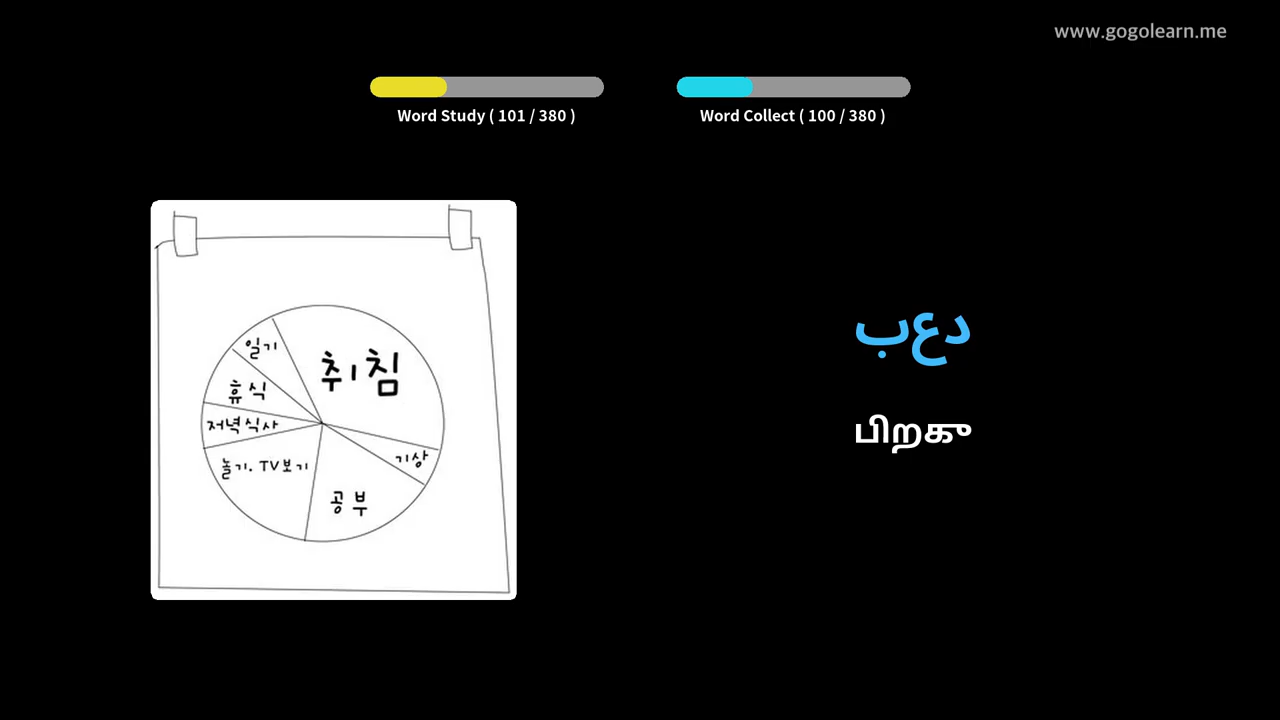 www.gogolearn.me
Word Study ( 101 / 380 )
Word Collect ( 100 / 380 )
일기
취침
휴식
저녁식사
놀기. TV보기
기상
공부
دعب
பிறகு